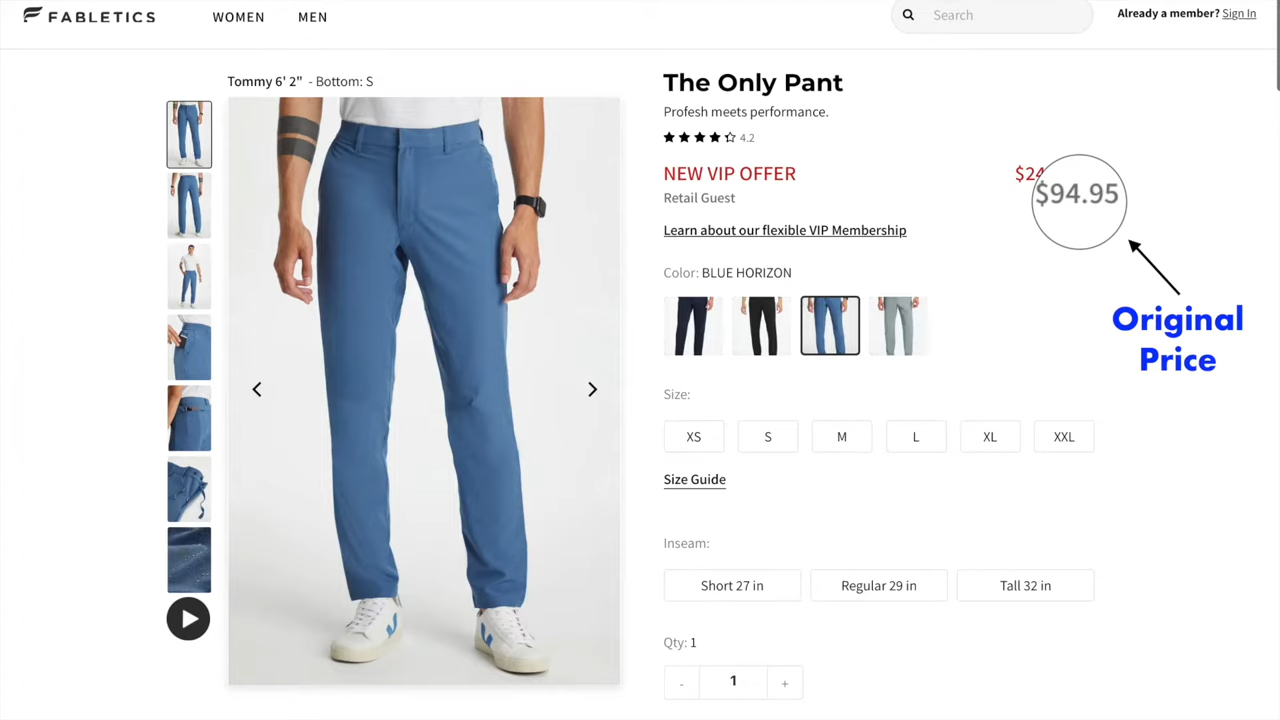 FABLETICS
WOMEN MEN
Search
Already a member? Sign In
Tommy 6' 2" - Bottom: S
The Only Pant
Profesh meets performance.
4.2
NEW VIP OFFER
Retail Guest
$94.95
Learn about our flexible VIP Membership
Original
Price
Color: BLUE HORIZON
Size:
XS S M L XL XXL
Size Guide
Inseam:
Short 27 in Regular 29 in Tall 32 in
Qty: 1
- 1 +